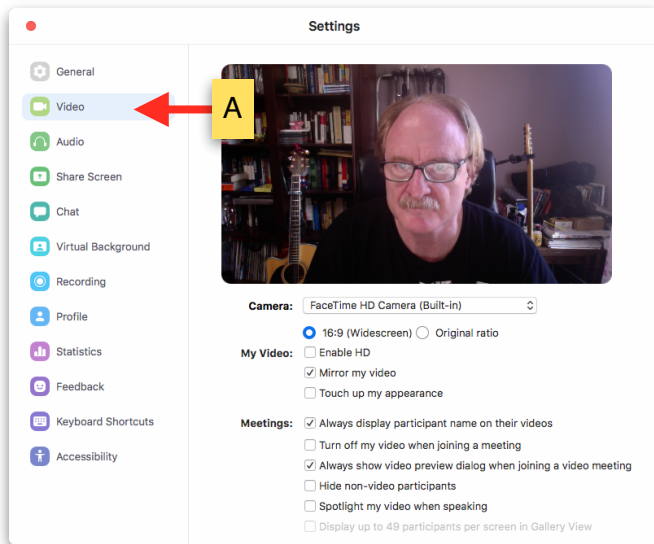 Settings
General
Video
A
Audio
Share Screen
Chat
Virtual Background
Recording
Profile
Statistics
Feedback
Keyboard Shortcuts
Accessibility
Camera: FaceTime HD Camera (Built-in)
16:9 (Widescreen) Original ratio
My Video: Enable HD
Mirror my video
Touch up my appearance
Meetings: Always display participant name on their videos
Turn off my video when joining a meeting
Always show video preview dialog when joining a video meeting
Hide non-video participants
Spotlight my video when speaking
Display up to 49 participants per screen in Gallery View